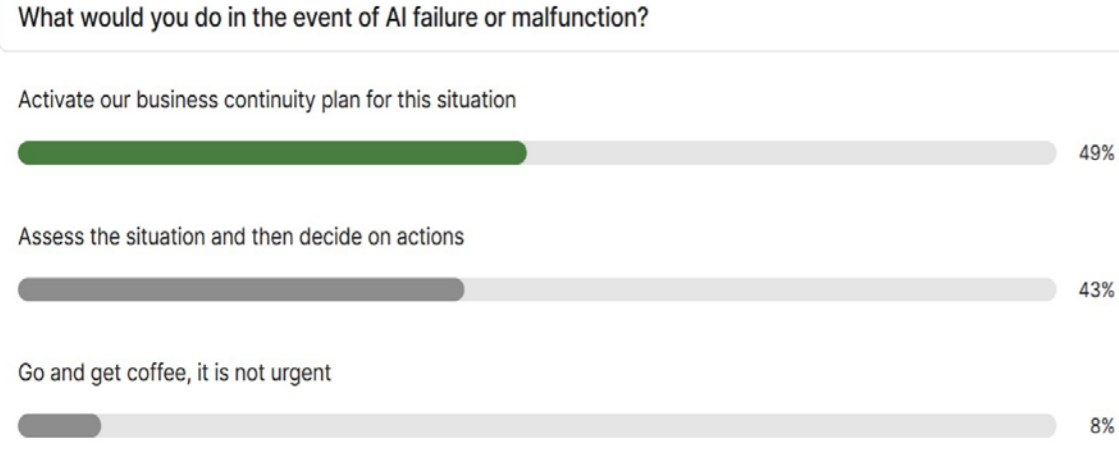 What would you do in the event of AI failure or malfunction?
Activate our business continuity plan for this situation
49%
Assess the situation and then decide on actions
43%
Go and get coffee, it is not urgent
8%